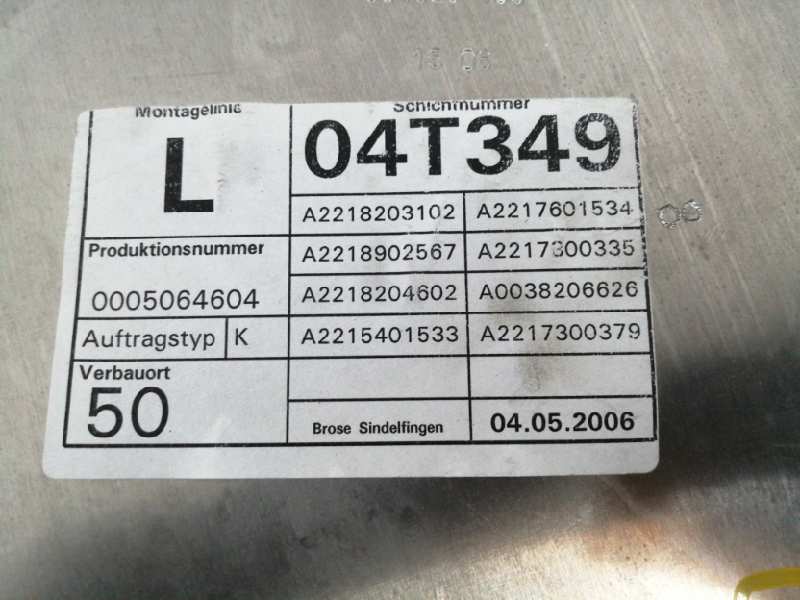 Montagelinie
Schichtnummer
L
04T349
A2218203102 A2217601534
Produktionsnummer
A2218902567 A2217300335
0005064604
A2218204602 A0038206626
Auftragstyp K
A2215401533 A2217300379
Verbauort
50
Brose Sindelfingen
04.05.2006
06